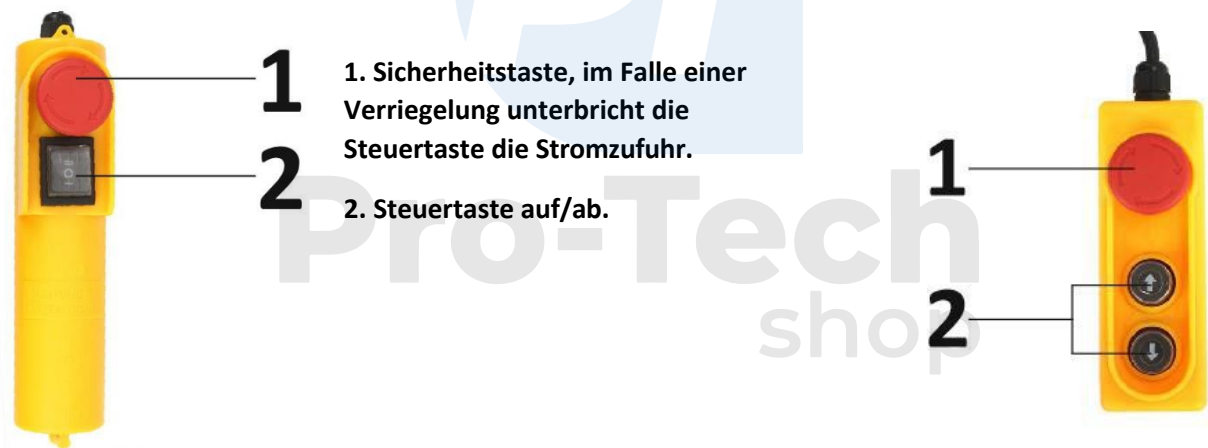 1
2
1. Sicherheitstaste, im Falle einer
Verriegelung unterbricht die
Steuertaste die Stromzufuhr.
2. Steuertaste auf/ab.
Pro-Tech
shop
1
2